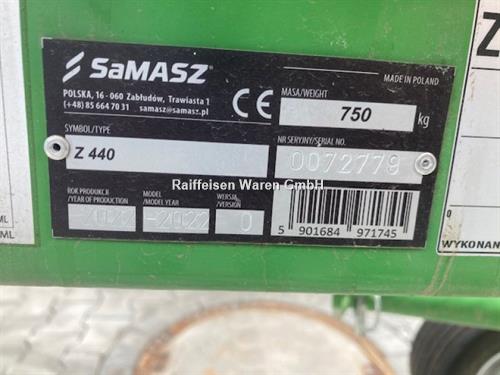 SaMASZ
MADE IN POLAND
POLSKA, 16 - 060 Zabłudów, Trawiasta 1
(+48) 85 664 70 31 samasz@samasz.pl
CE
MASA/WEIGHT
750 kg
SYMBOL/TYPE
Z 440
NR SERYJNY/SERIAL NO.
0072779
Raiffeisen Waren GmbH
ROK PRODUKCJI
/YEAR OF PRODUCTION
MODEL
/MODEL YEAR
-2022
WERSJA
/VERSION
0
5 901684 971745
ML
ML
Z
WYKONAN